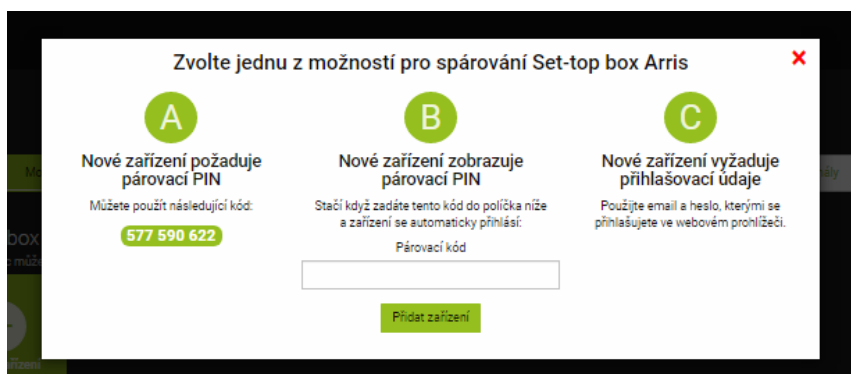 Zvolte jednu z možností pro spárování Set-top box Arris
A
Nové zařízení požaduje
párovací PIN
Můžete použít následující kód:
577 590 622
B
Nové zařízení zobrazuje
párovací PIN
Stačí když zadáte tento kód do políčka níže
a zařízení se automaticky přihlásí:
Párovací kód
Přidat zařízení
C
Nové zařízení vyžaduje
přihlašovací údaje
Použijte email a heslo, kterými se
přihlašujete ve webovém prohlížeči.
box